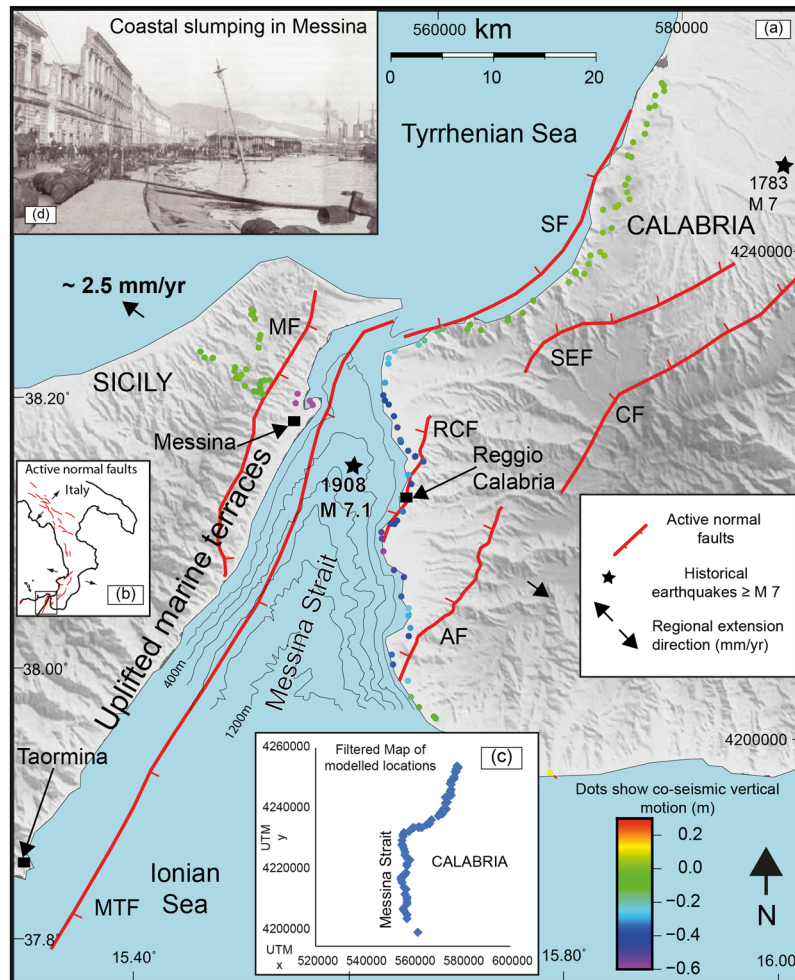 Coastal slumping in Messina
(d)
560000
580000
(a)
km
0
10
20
Tyrrhenian Sea
1783
M 7
SF
CALABRIA
4240000
~ 2.5 mm/yr
MF
SICILY
SEF
38.20°
CF
Messina
RCF
Reggio
Calabria
1908
M 7.1
Active normal faults
Italy
(b)
Uplifted marine terraces
Messina Strait
AF
400m
1200m
38.00°
Active normal
faults
Historical
earthquakes ≥ M 7
Regional extension
direction (mm/yr)
4200000
Taormina
Filtered Map of
modelled locations
(c)
4260000
4240000
UTM
y
4220000
4200000
Messina Strait
CALABRIA
UTM
x
520000
540000
560000
580000
600000
Dots show co-seismic vertical
motion (m)
0.2
0.0
−0.2
−0.4
−0.6
N
Ionian
Sea
MTF
37.8°
15.40
15.80
16.00